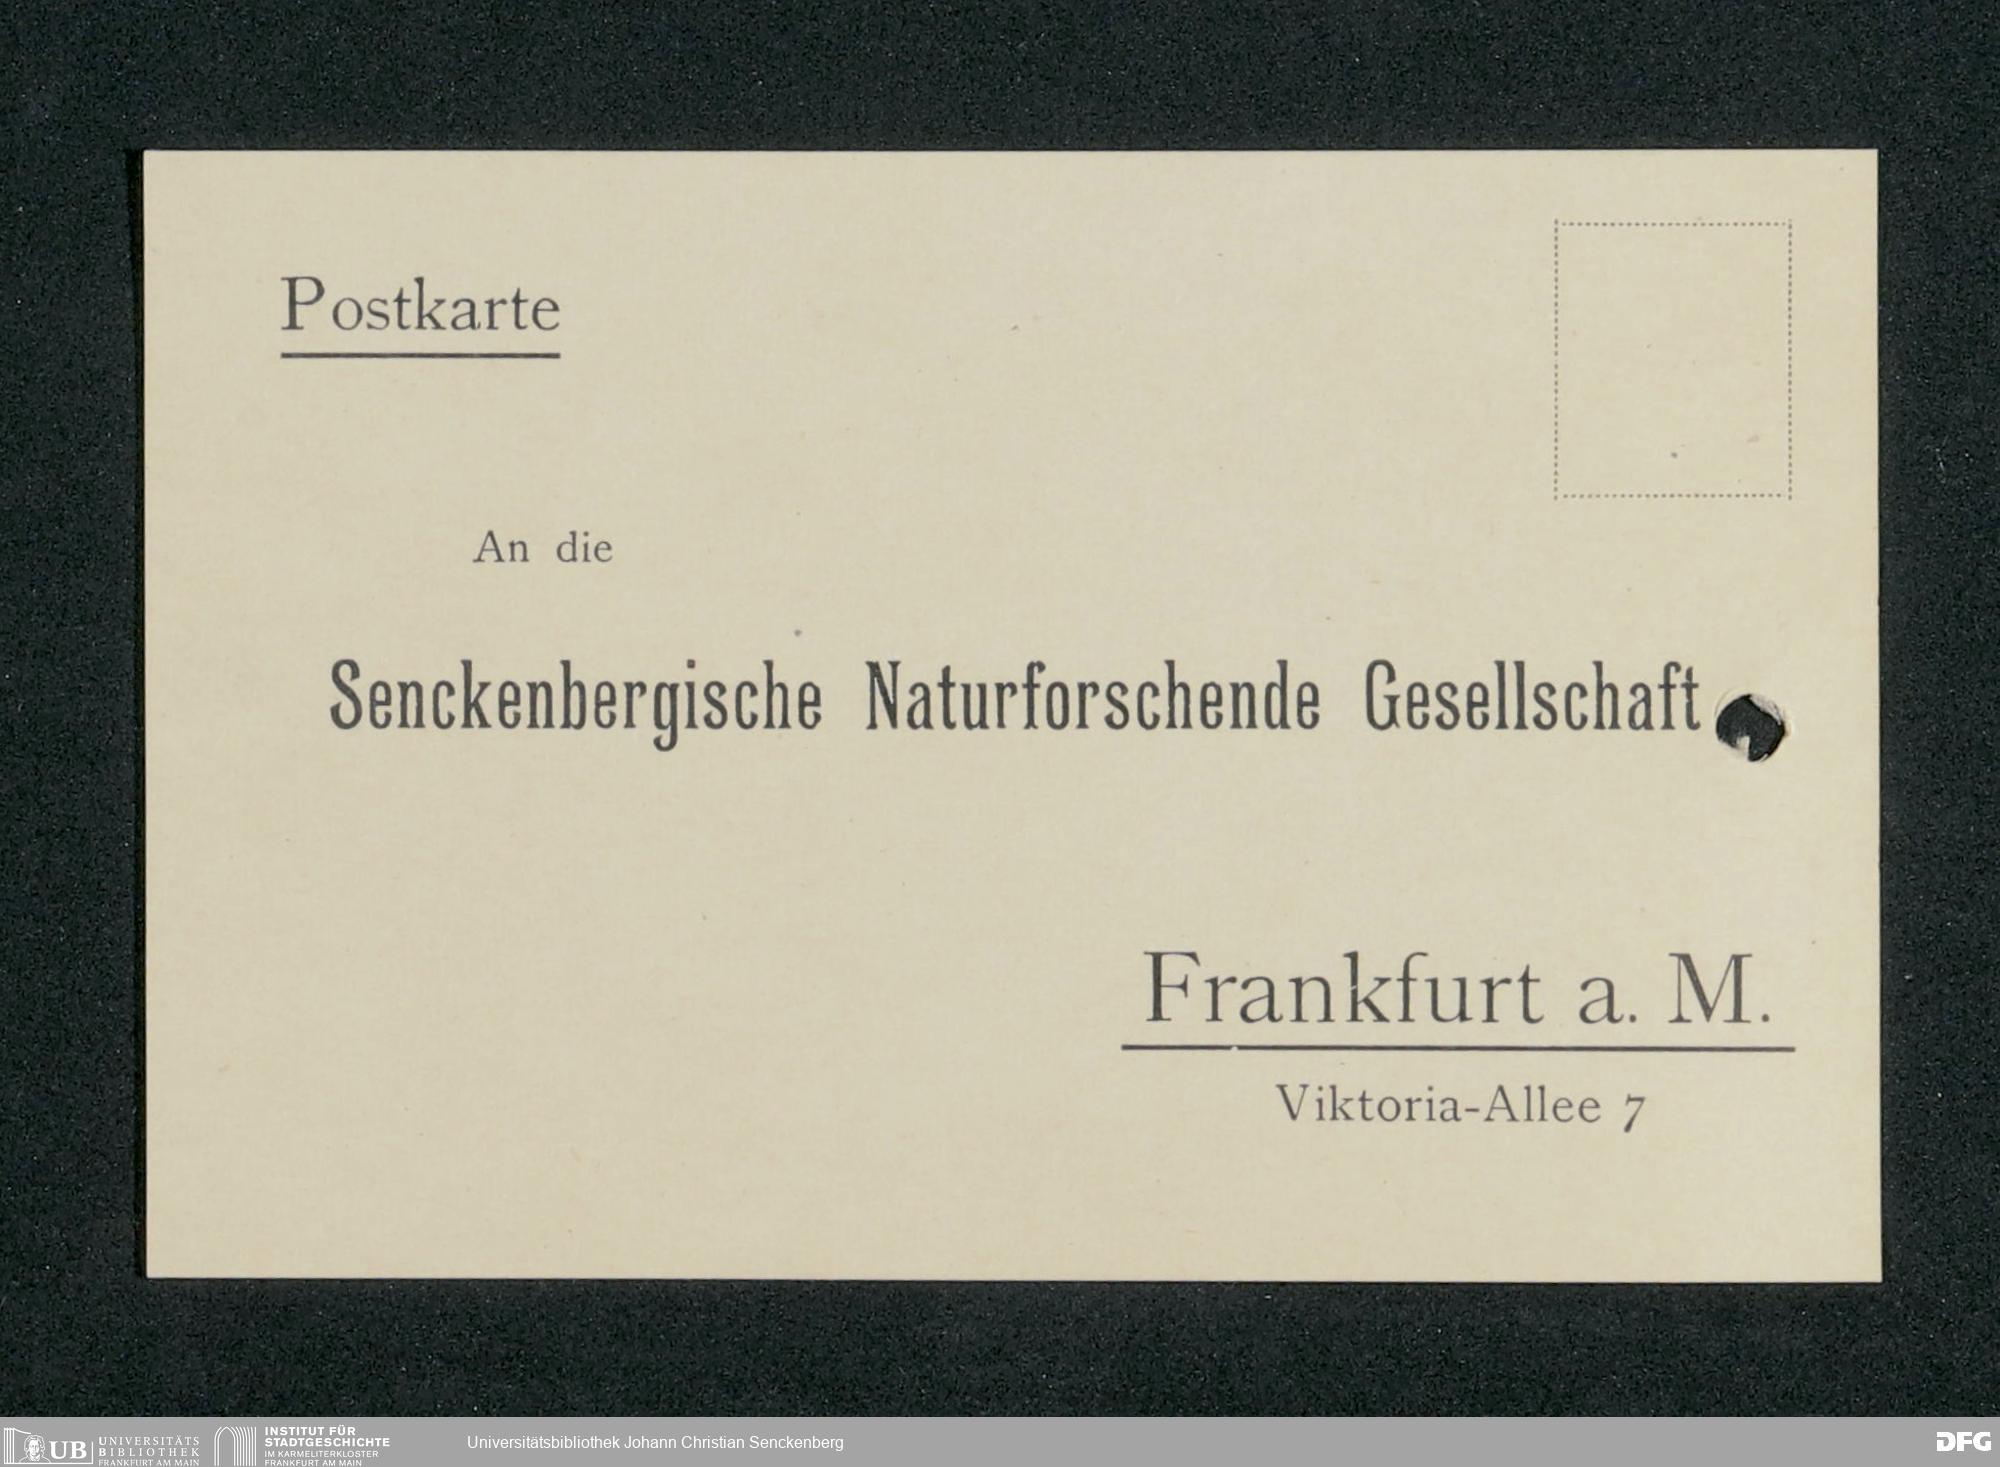 Postkarte
An die
Senckenbergische Naturforschende Gesellschaft
Frankfurt a. M.
Viktoria-Allee 7
UB UNIVERSITÄTS
BIBLIOTHEK
FRANKFURT AM MAIN
INSTITUT FÜR
STADTGESCHICHTE
IM KARMELITERKLOSTER
FRANKFURT AM MAIN
Universitätsbibliothek Johann Christian Senckenberg
DFG